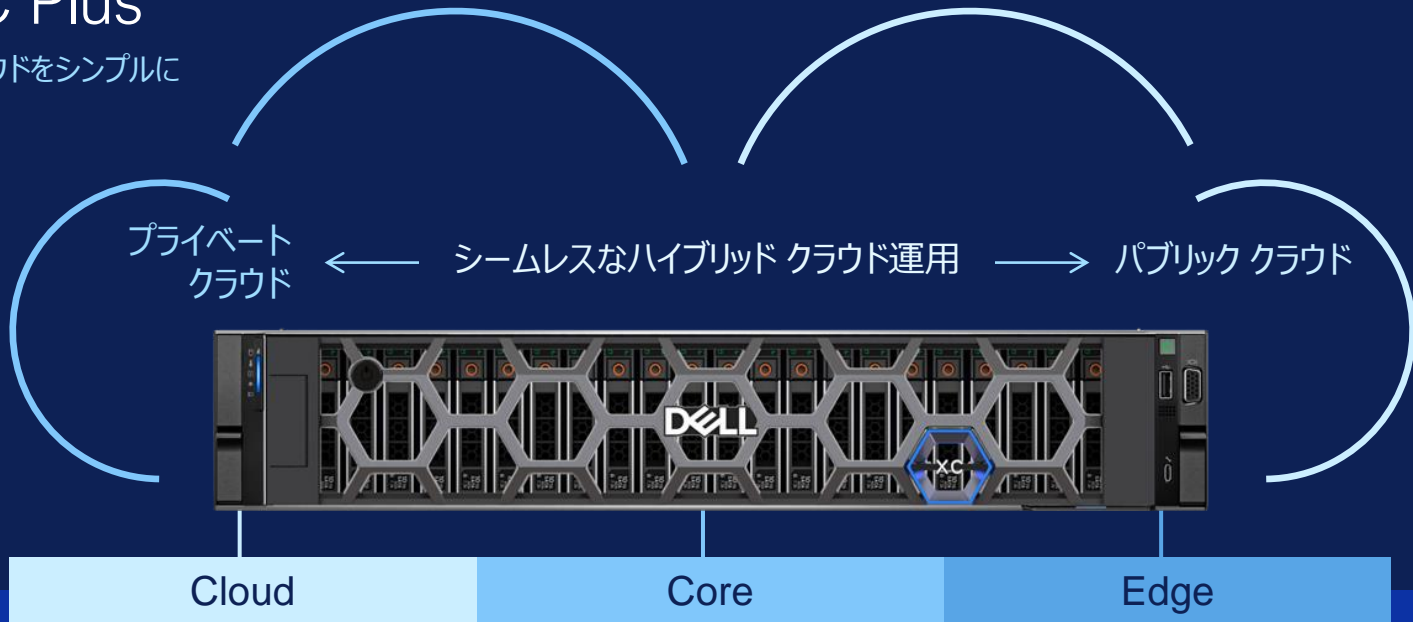 C Plus
ウドをシンプルに
プライベート
クラウド
シームレスなハイブリッド クラウド運用
パブリック クラウド
DELL
XC
Cloud
Core
Edge